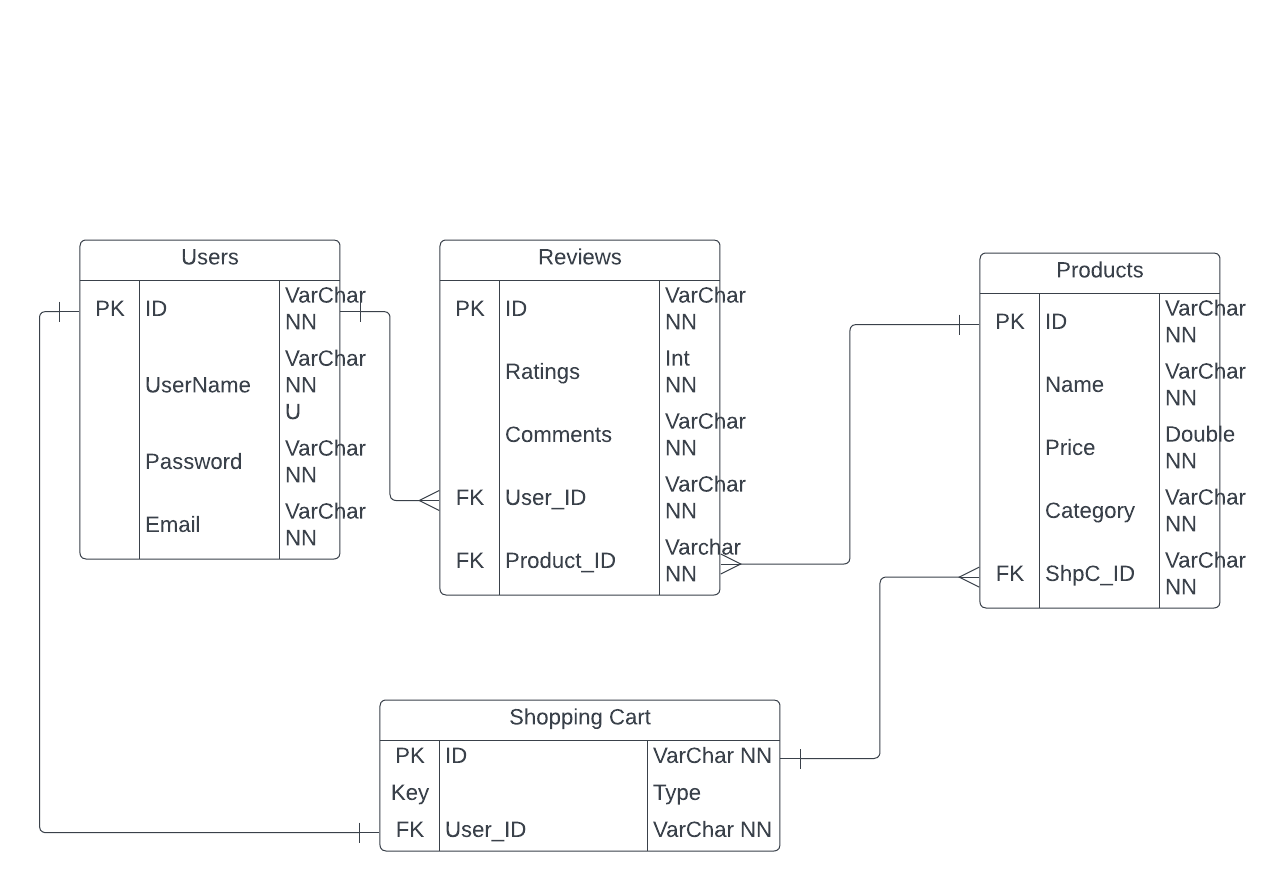 Users
PK ID VarChar NN
UserName VarChar NN U
Password VarChar NN
Email VarChar NN
Reviews
PK ID VarChar NN
Ratings Int NN
Comments VarChar NN
FK User_ID VarChar NN
FK Product_ID Varchar NN
Products
PK ID VarChar NN
Name VarChar NN
Price Double NN
Category VarChar NN
FK ShpC_ID VarChar NN
Shopping Cart
PK ID VarChar NN
Key Type
FK User_ID VarChar NN